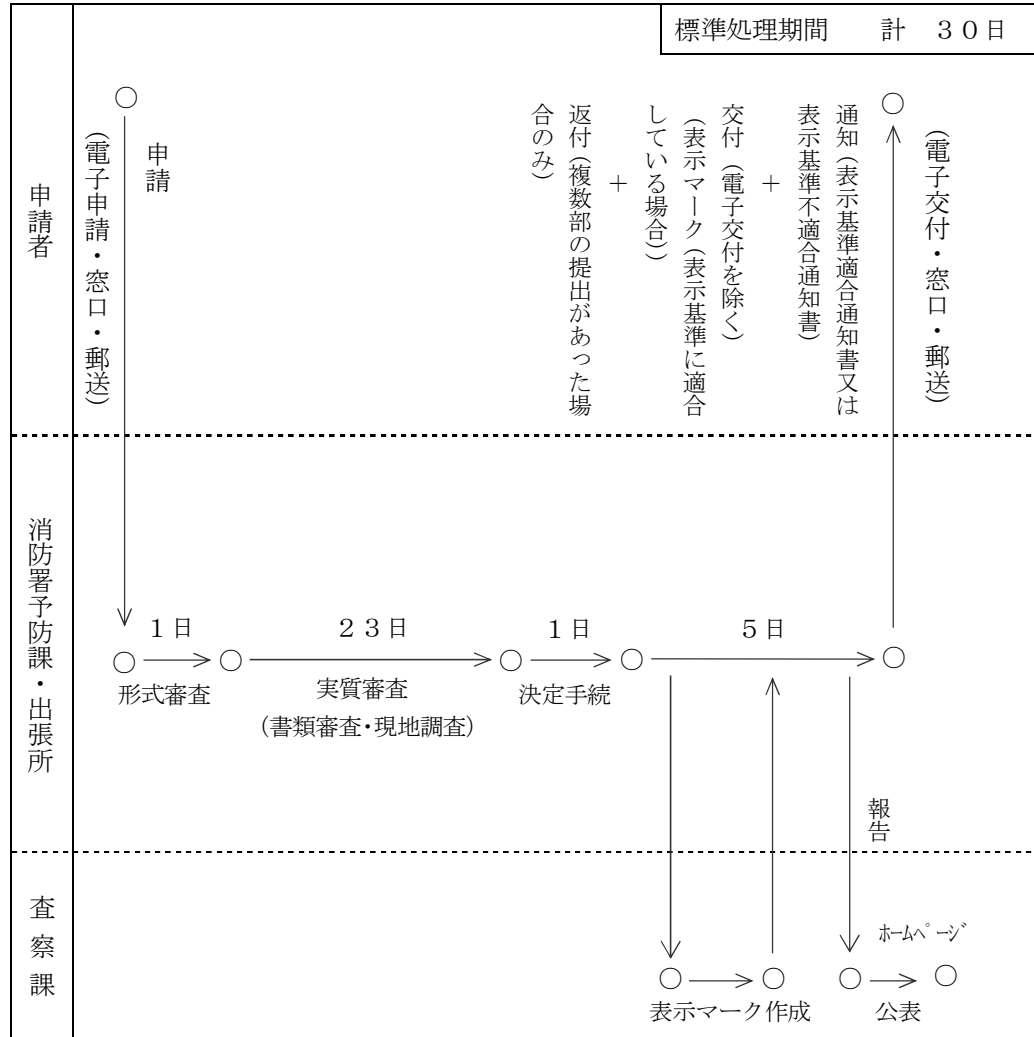 標準処理期間　　計　３０日
申請者
申請
（電子申請・窓口・郵送）
（電子交付・窓口・郵送）
通知（表示基準適合通知書又は
表示基準不適合通知書）
＋
交付（電子交付を除く）
（表示マーク（表示基準に適合
している場合））
＋
返付（複数部の提出があった場
合のみ）
消防署予防課・出張所
１日
２３日
１日
５日
形式審査
実質審査
（書類審査・現地調査）
決定手続
報告
査察課
ﾎｰﾑﾍﾟｰｼﾞ
表示マーク作成
公表